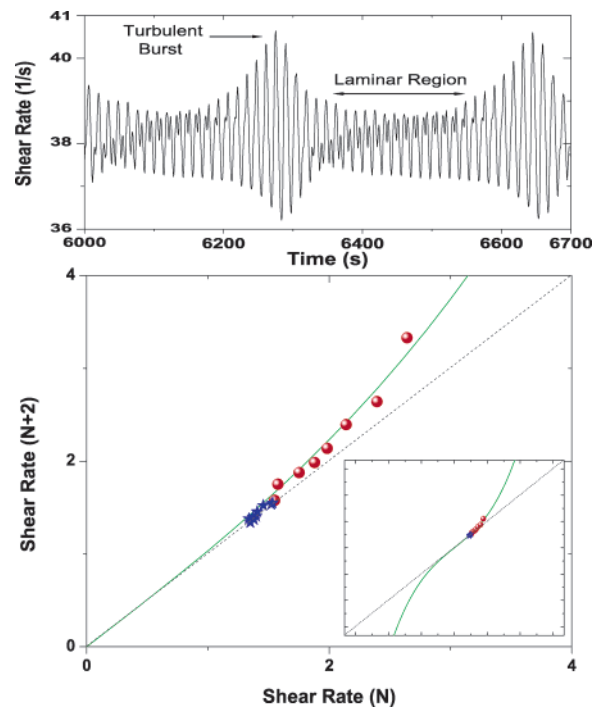 41
40
38
36
Shear Rate (1/s)
Turbulent
Burst
Laminar Region
6000
6200
6400
6600
6700
Time (s)
4
2
0
Shear Rate (N+2)
0
2
4
Shear Rate (N)